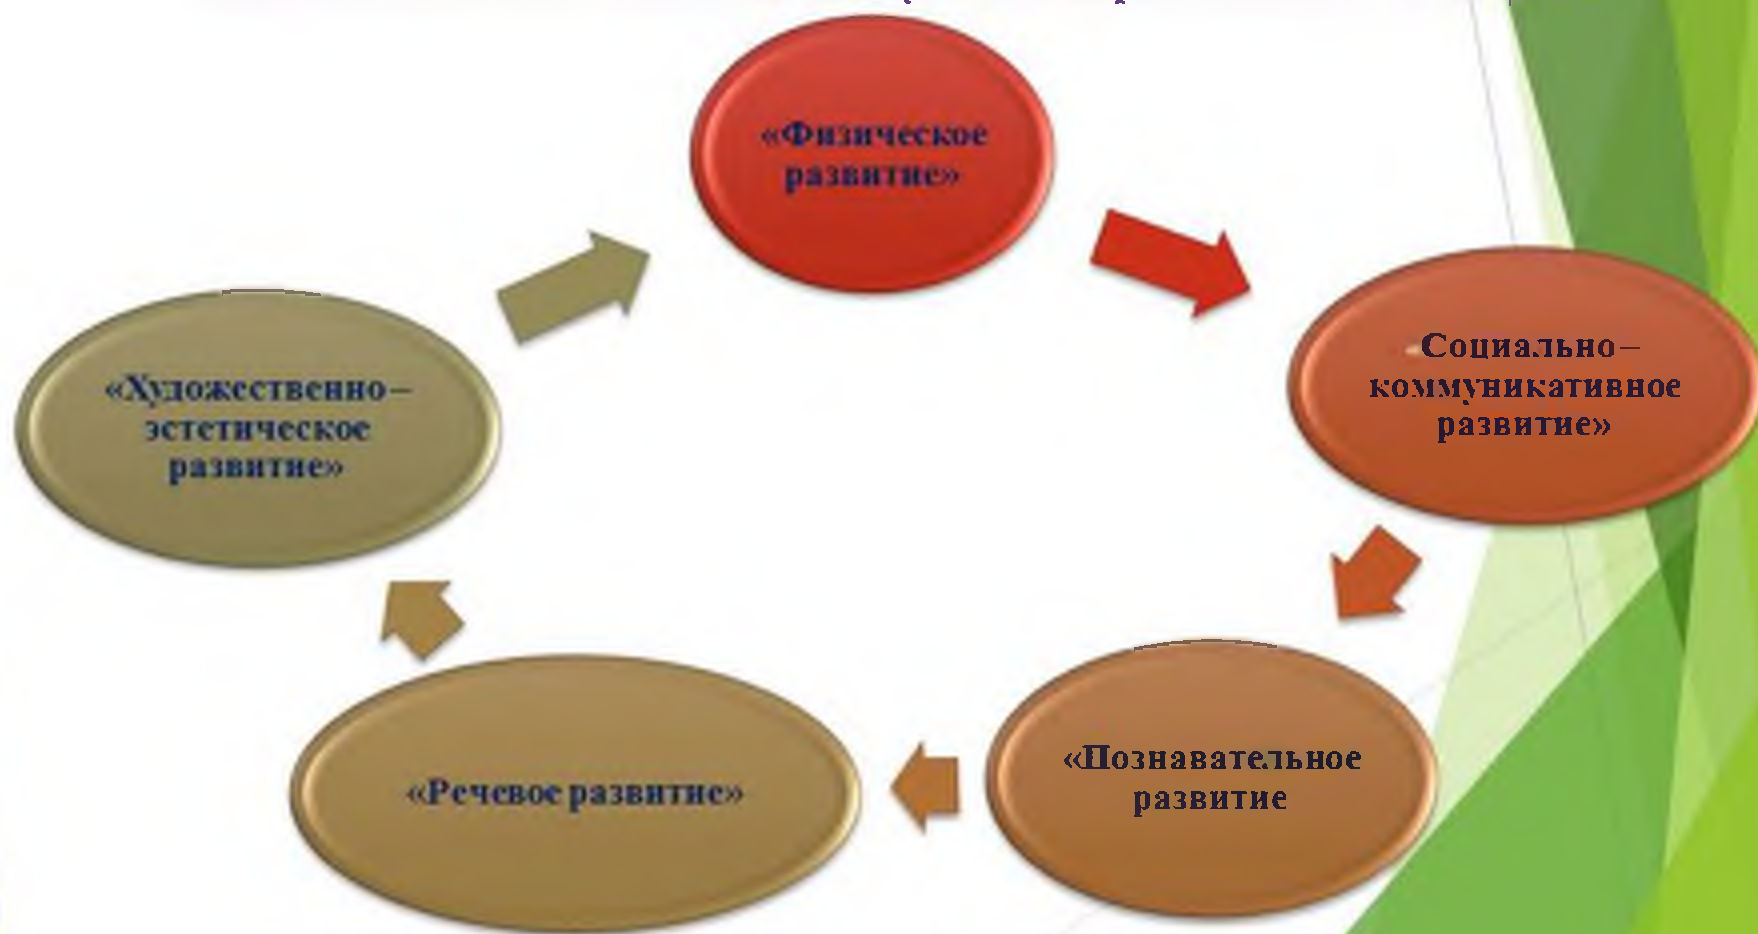 «Физическое
развитие»
Социально–
коммуникативное
развитие»
«Познавательное
развитие
«Речевое развитие»
«Художественно–
эстетическое
развитие»